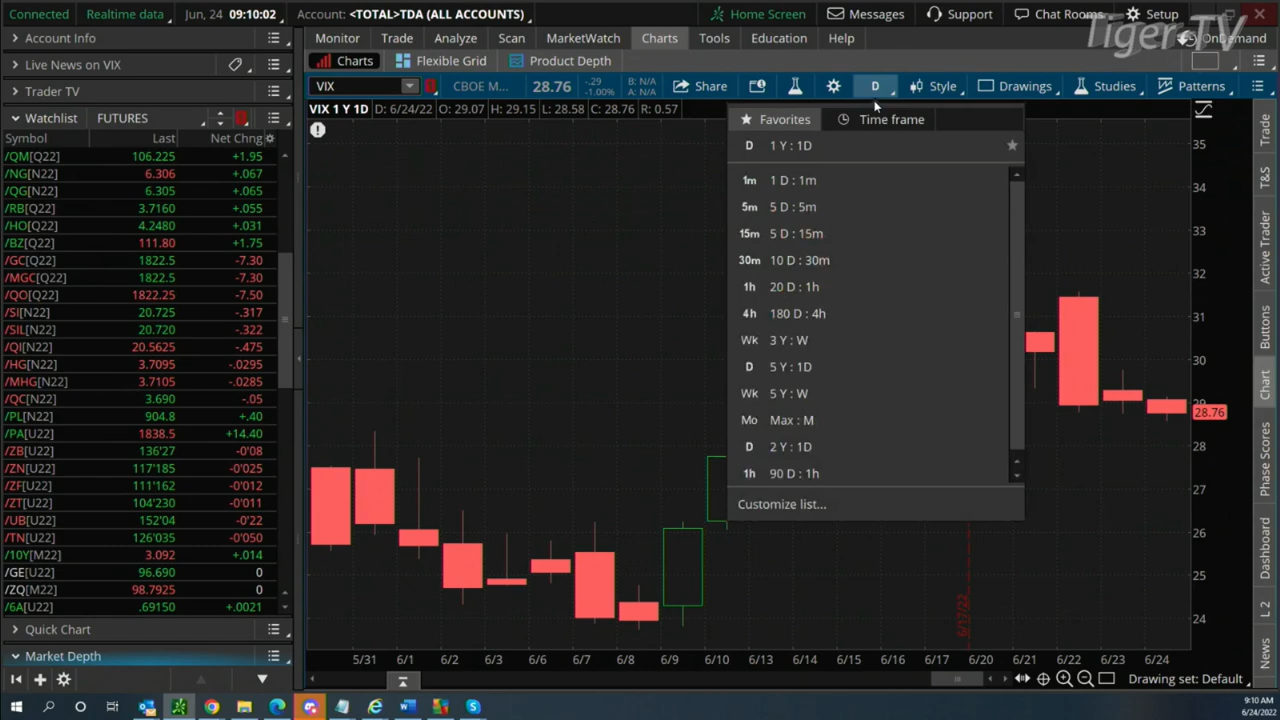 Connected Realtime data Jun, 24 09:10:02 Account: <TOTAL>TDA (ALL ACCOUNTS) Home Screen Messages Support Chat Rooms Setup
Tiger TV
OnDemand
Account Info
Live News on VIX
Tracker TV
Watchlist FUTURES
Symbol Last Net Chng
/QM[Q22] 106.225 +1.95
/NG[N22] 6.306 +.067
/QG[N22] 6.305 +.063
/RB[N22] 3.7160 +.055
/HO[N22] 4.2480 +.031
/BZ[Q22] 111.80 +1.75
/GC[Q22] 1822.5 -7.30
/MGC[Q22] 1822.5 -7.30
/QO[Q22] 1822.25 -7.50
/SI[N22] 20.725 -.317
/SIL[N22] 20.720 -.322
/QI[N22] 20.5625 -.475
/HG[N22] 3.7095 -.0295
/MHG[N22] 3.7105 -.0285
/QC[N22] 3.690 -.05
/PL[N22] 904.8 +.40
/PA[U22] 1838.5 +14.40
/ZB[U22] 136'27 -0'08
/ZN[U22] 117'185 -0'025
/ZF[U22] 111'072 -0'003
/ZT[U22] 104'230 -0'001
/UB[U22] 152'04 -0'22
/TN[U22] 126'035 -0'050
/10Y[M22] 3.092 +.014
/GE[U22] 96.690 0
/ZQ[M22] 98.7925 0
/6A[U22] .69150 +.0021
Quick Chart
Market Depth
Monitor Trade Analyze Scan MarketWatch Charts Tools Education Help
Charts Flexible Grid Product Depth
VIX CBOE M... 28.76 -.29 -1.00% B: N/A A: N/A Share D Style Drawings Studies Patterns
VIX 1 Y 1D D: 6/24/22 O: 29.07 H: 29.15 L: 28.58 C: 28.76 R: 0.57
Favorites Time frame
D 1 Y : 1D
1m 1 D : 1m
5m 5 D : 5m
15m 5 D : 15m
30m 10 D : 30m
1h 20 D : 1h
4h 180 D : 4h
Wk 3 Y : W
D 5 Y : 1D
Wk 5 Y : W
Mo Max : M
D 2 Y : 1D
1h 90 D : 1h
Customize list...
35
34
33
32
31
30
29
28.76
28
27
26
25
24
6/17/22
5/31 6/1 6/2 6/3 6/6 6/7 6/8 6/9 6/10 6/13 6/14 6/15 6/16 6/17 6/20 6/21 6/22 6/23 6/24
Drawing set: Default
Trade
T&S
Active Trader
Buttons
Chart
Phase Scores
Dashboard
L 2
News
9:10 AM
6/24/2022